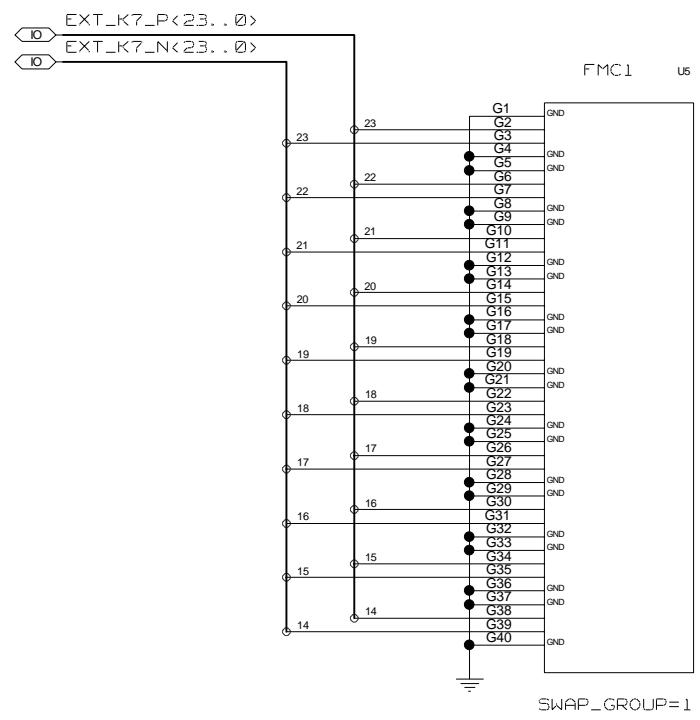 EXT_K7_P<23..0>
IO
EXT_K7_N<23..0>
IO
FMC1 U5
G1 GND
23 G2
23 G3
G4 GND
G5 GND
22 G6
22 G7
G8 GND
G9 GND
21 G10
21 G11
G12 GND
G13 GND
20 G14
20 G15
G16 GND
G17 GND
19 G18
19 G19
G20 GND
G21 GND
18 G22
18 G23
G24 GND
G25 GND
17 G26
17 G27
G28 GND
G29 GND
16 G30
16 G31
G32 GND
G33 GND
15 G34
15 G35
G36 GND
G37 GND
14 G38
14 G39
G40 GND
SWAP_GROUP=1